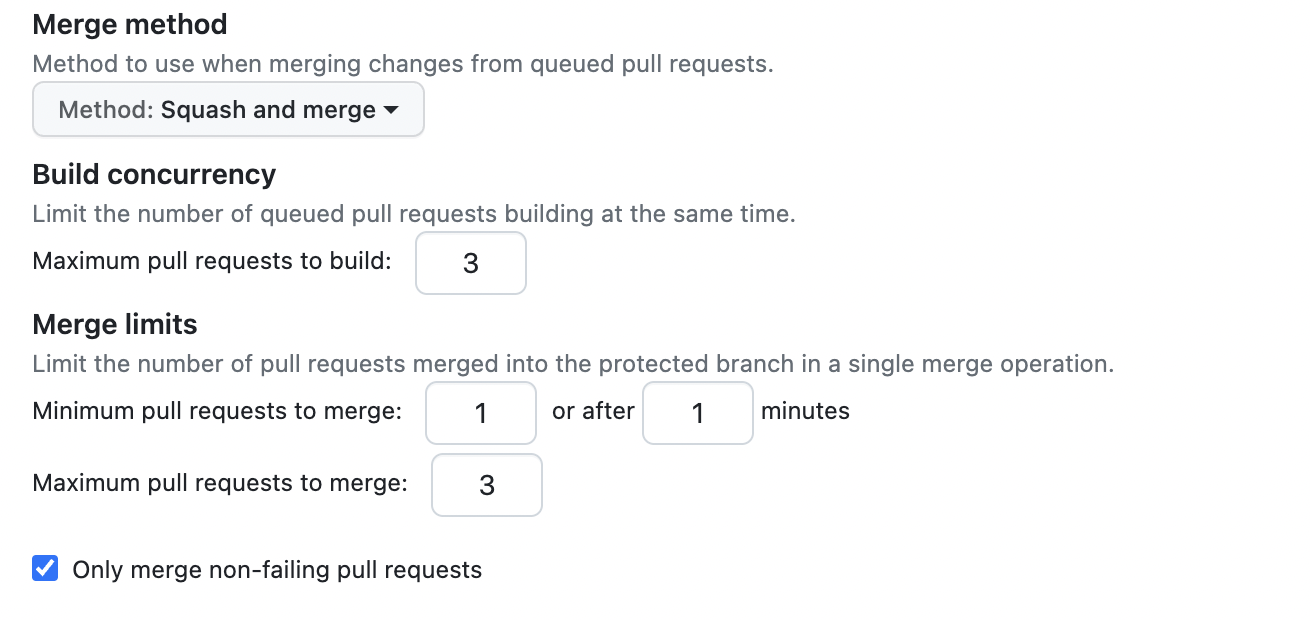 Merge method
Method to use when merging changes from queued pull requests.
Method: Squash and merge
Build concurrency
Limit the number of queued pull requests building at the same time.
Maximum pull requests to build: 3
Merge limits
Limit the number of pull requests merged into the protected branch in a single merge operation.
Minimum pull requests to merge: 1 or after 1 minutes
Maximum pull requests to merge: 3
Only merge non-failing pull requests